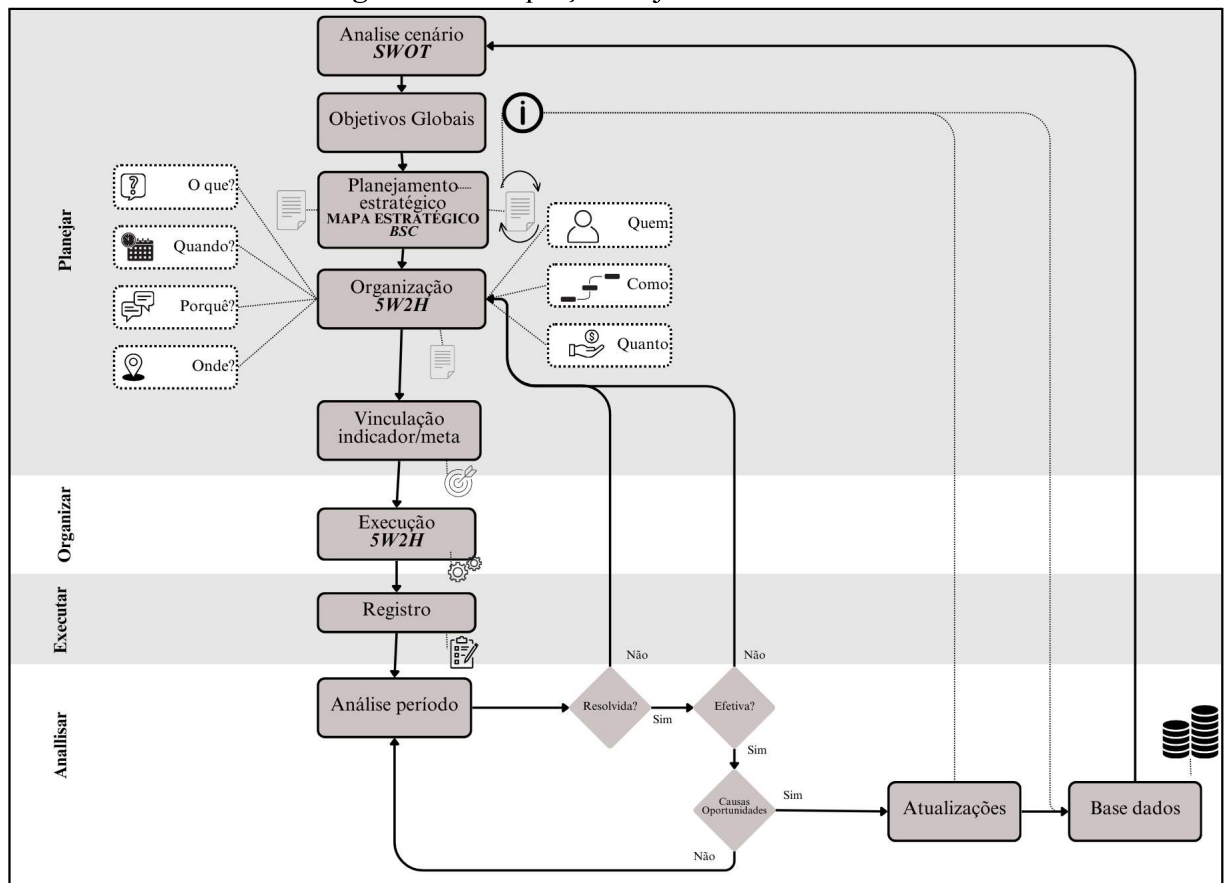 Planejar
Analise cenário
SWOT
Objetivos Globais
Planejamento
estratégico
MAPA ESTRATÉGICO
BSC
O que?
Quando?
Porquê?
Onde?
Quem
Como
Quanto
Organização
5W2H
Vinculação
indicador/meta
Organizar
Execução
5W2H
Executar
Registro
Anallisar
Análise período
Resolvida?
Não
Sim
Efetiva?
Não
Sim
Causas
Oportunidades
Sim
Não
Atualizações
Base dados